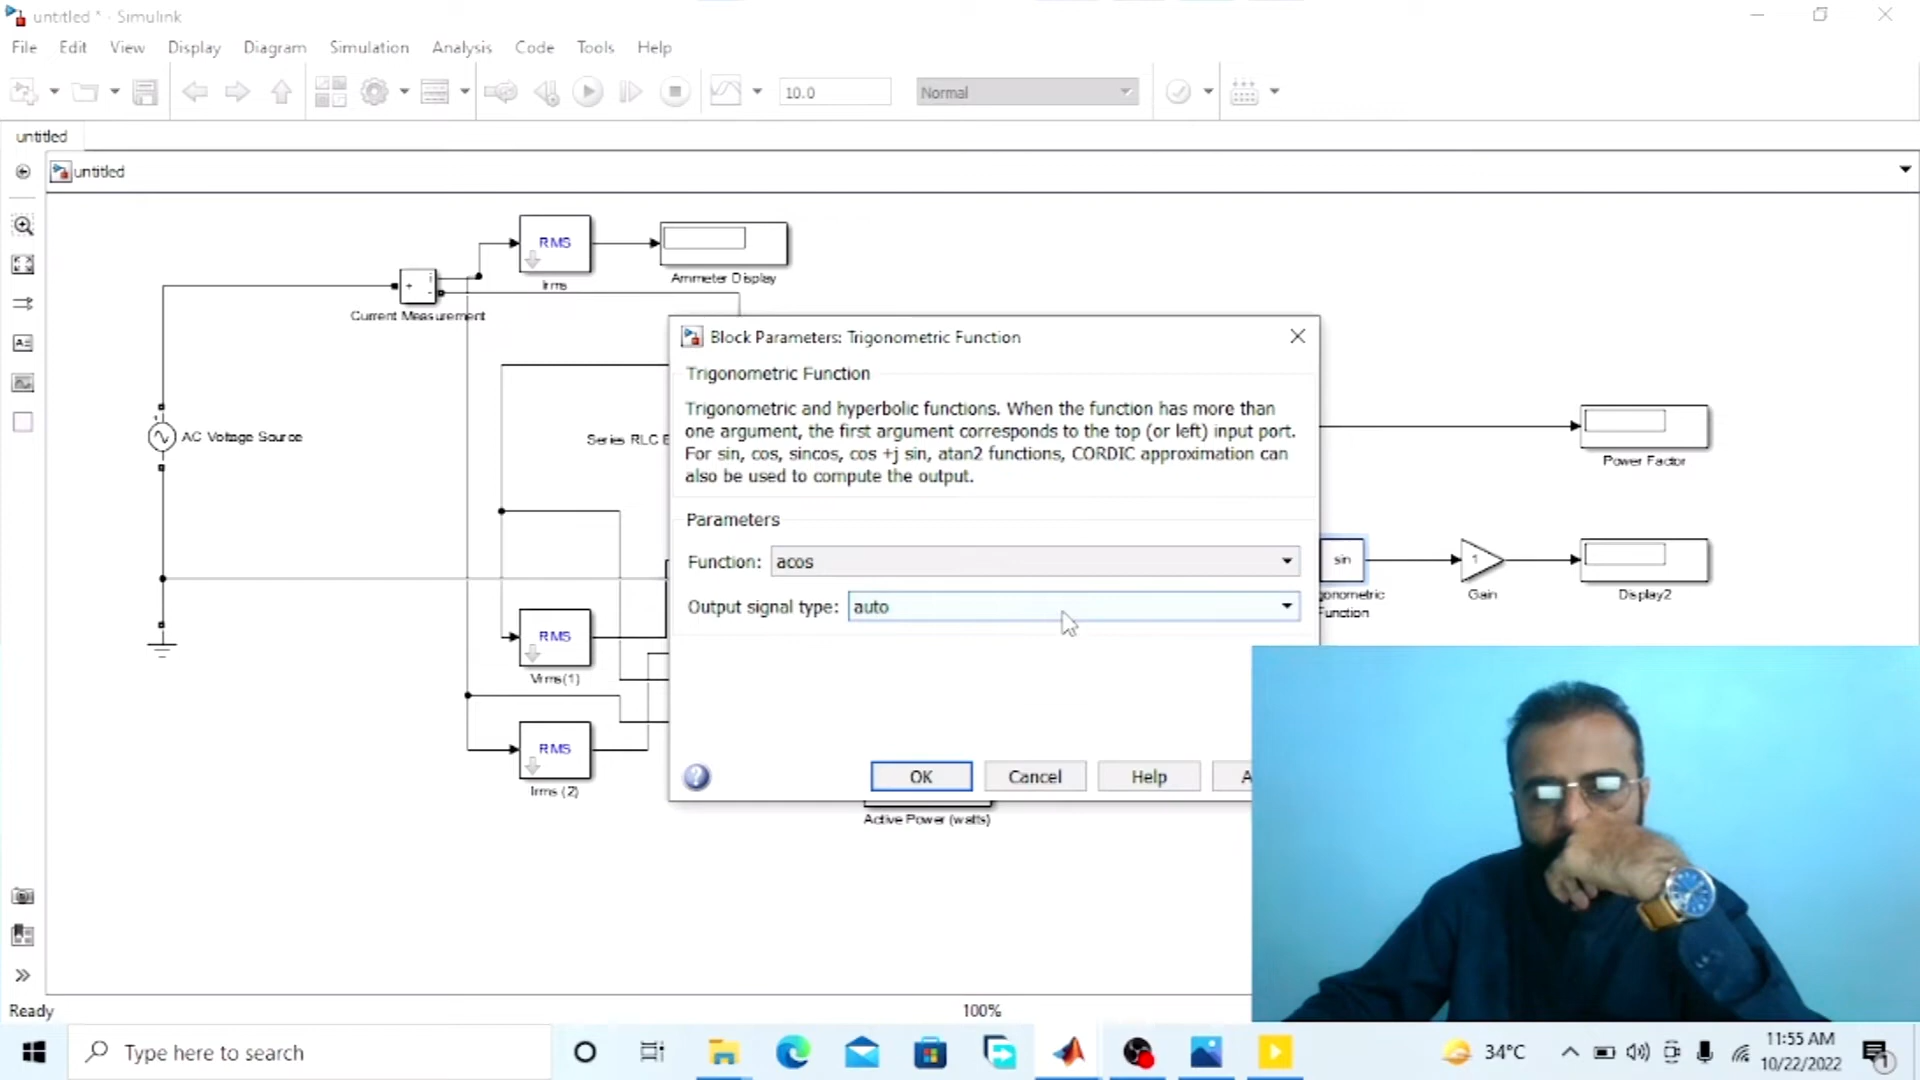 untitled * - Simulink
File Edit View Display Diagram Simulation Analysis Code Tools Help
10.0 Normal
untitled
untitled
RMS
Irms
Ammeter Display
+ i -
Current Measurement
AC Voltage Source
Series RLC B
RMS
Vrms(1)
RMS
Irms (2)
Block Parameters: Trigonometric Function
Trigonometric Function
Trigonometric and hyperbolic functions. When the function has more than
one argument, the first argument corresponds to the top (or left) input port.
For sin, cos, sincos, cos +j sin, atan2 functions, CORDIC approximation can
also be used to compute the output.
Parameters
Function: acos
Output signal type: auto
OK Cancel Help A
Active Power (watts)
Power Factor
sin
gonometric
Function
1
Gain
Display2
Ready 100%
Type here to search
34°C
11:55 AM
10/22/2022
1